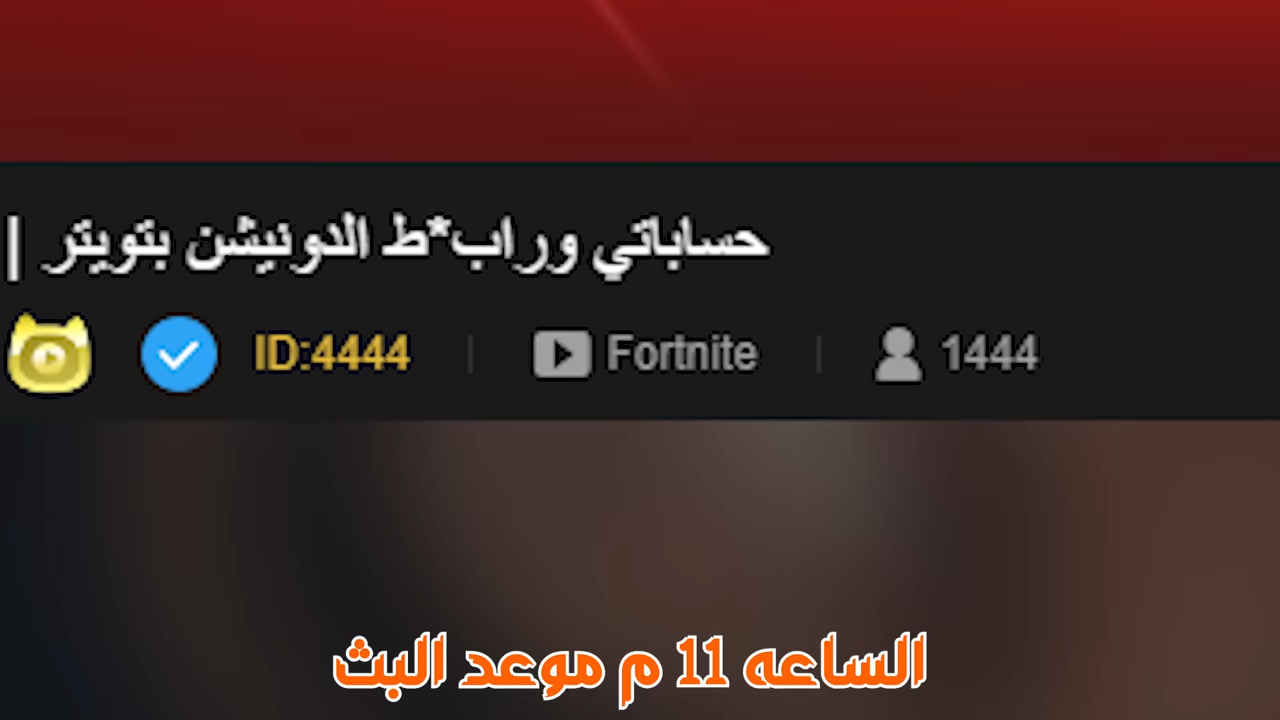 حساباتي وراب*ط الدونيشن بتويتر |
ID:4444 | Fortnite | 1444
الساعه 11 م موعد البث